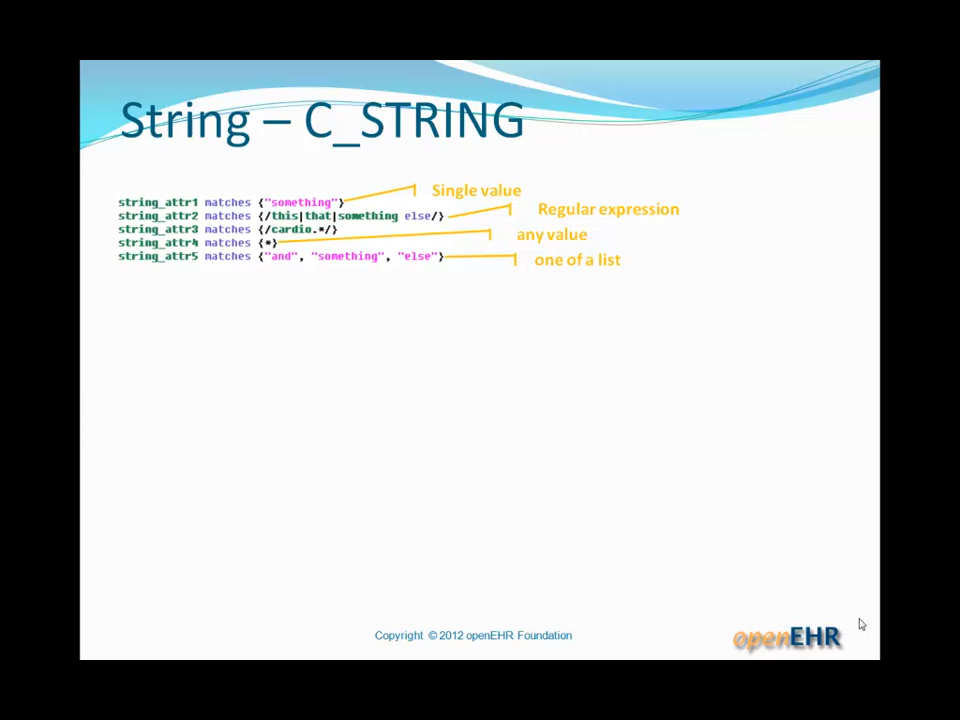 String – C_STRING
string_attr1 matches {"something"} Single value
string_attr2 matches {/this|that|something else/} Regular expression
string_attr3 matches {/cardio.*/}
string_attr4 matches {*} any value
string_attr5 matches {"and", "something", "else"} one of a list
Copyright © 2012 openEHR Foundation
openEHR